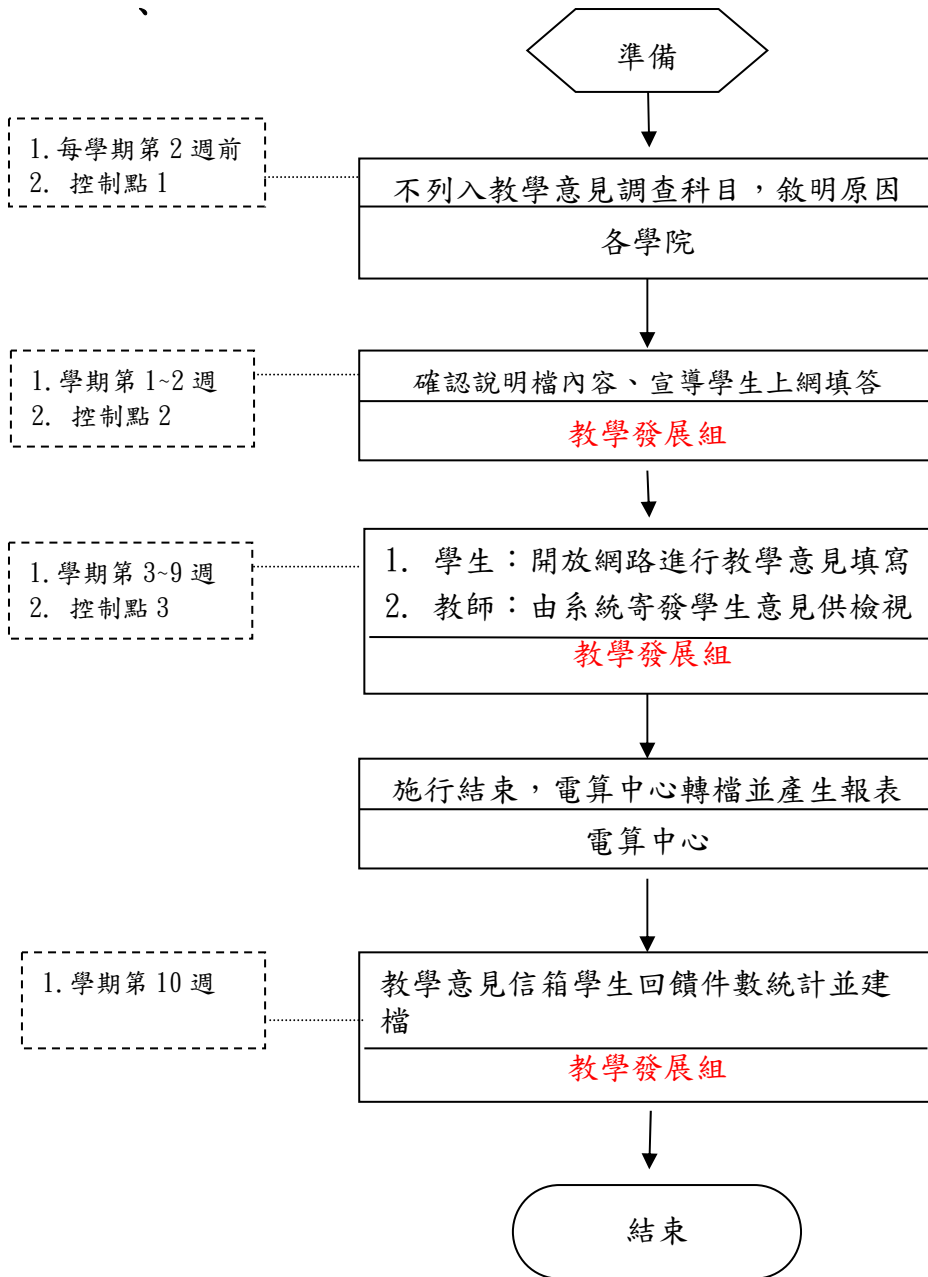 、
準備
1.每學期第 2 週前
2. 控制點 1
不列入教學意見調查科目，敘明原因
各學院
1.學期第 1~2 週
2. 控制點 2
確認說明檔內容、宣導學生上網填答
教學發展組
1.學期第 3~9 週
2. 控制點 3
1. 學生：開放網路進行教學意見填寫
2. 教師：由系統寄發學生意見供檢視
教學發展組
施行結束，電算中心轉檔並產生報表
電算中心
1.學期第 10 週
教學意見信箱學生回饋件數統計並建
檔
教學發展組
結束